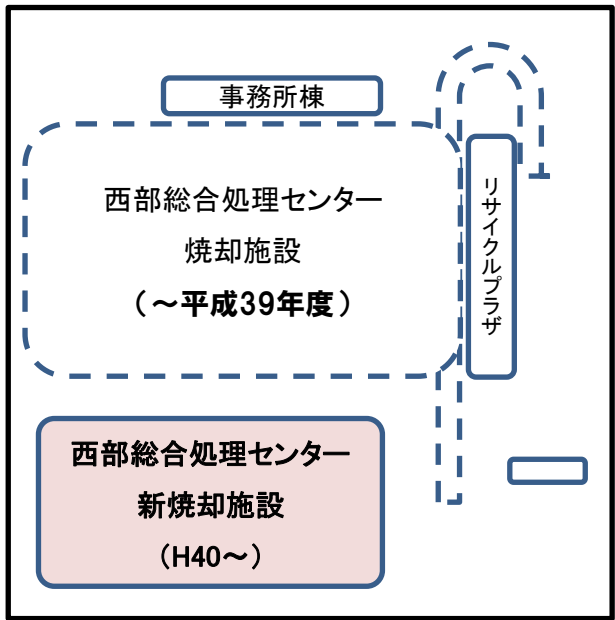 事務所棟
西部総合処理センター
焼却施設
(～平成39年度)
リサイクルプラザ
西部総合処理センター
新焼却施設
(H40～)